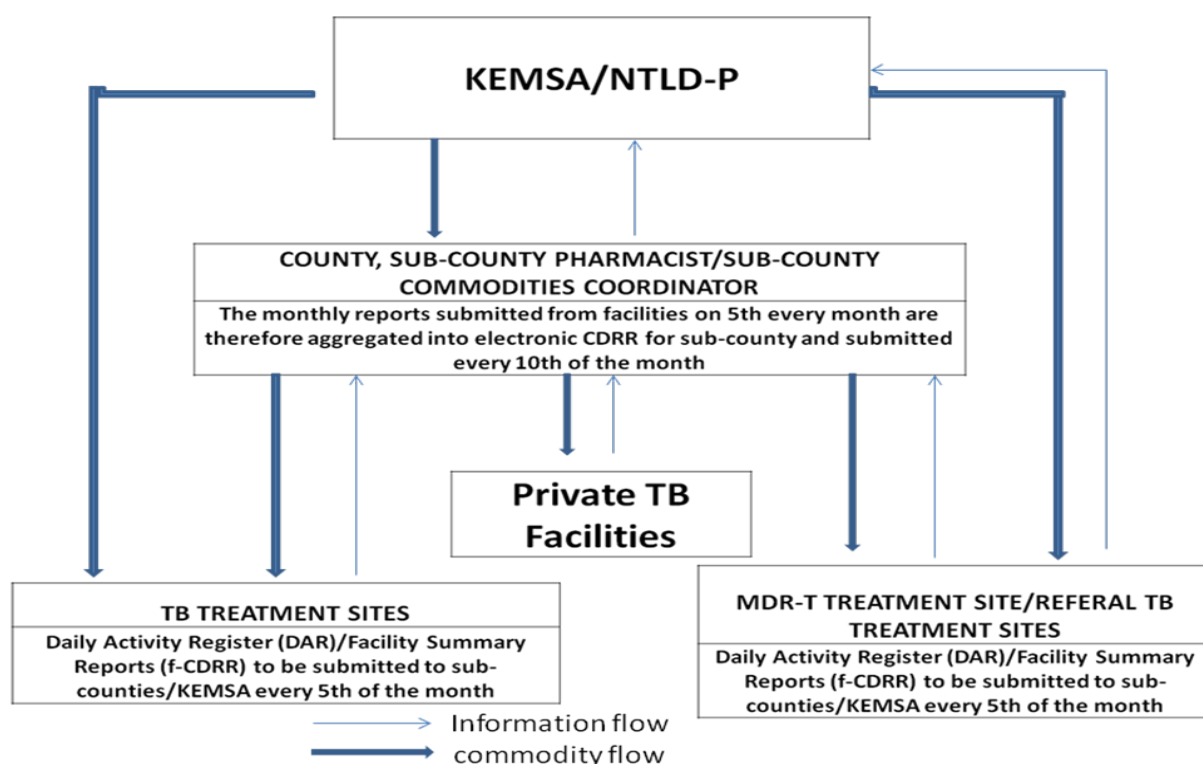 KEMSA/NTLD-P
COUNTY, SUB-COUNTY PHARMACIST/SUB-COUNTY
COMMODITIES COORDINATOR
The monthly reports submitted from facilities on 5th every month are
therefore aggregated into electronic CDRR for sub-county and submitted
every 10th of the month
Private TB
Facilities
TB TREATMENT SITES
Daily Activity Register (DAR)/Facility Summary
Reports (f-CDRR) to be submitted to sub-
counties/KEMSA every 5th of the month
MDR-T TREATMENT SITE/REFERAL TB
TREATMENT SITES
Daily Activity Register (DAR)/Facility Summary
Reports (f-CDRR) to be submitted to sub-
counties/KEMSA every 5th of the month
Information flow
commodity flow